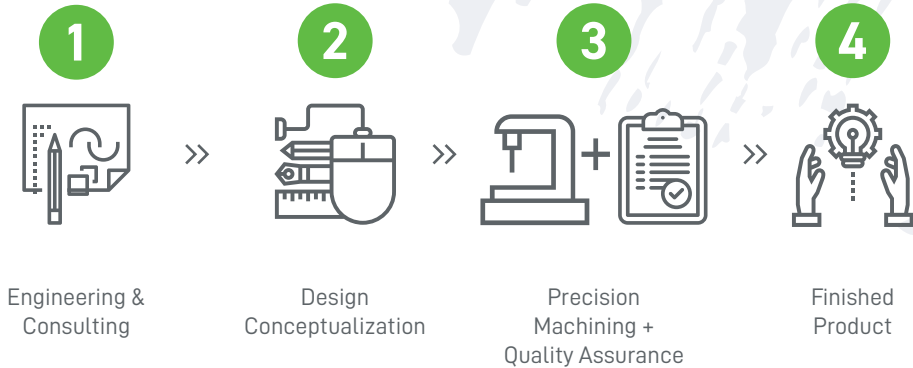 1
2
3
4
Engineering &
Consulting
Design
Conceptualization
Precision
Machining +
Quality Assurance
Finished
Product